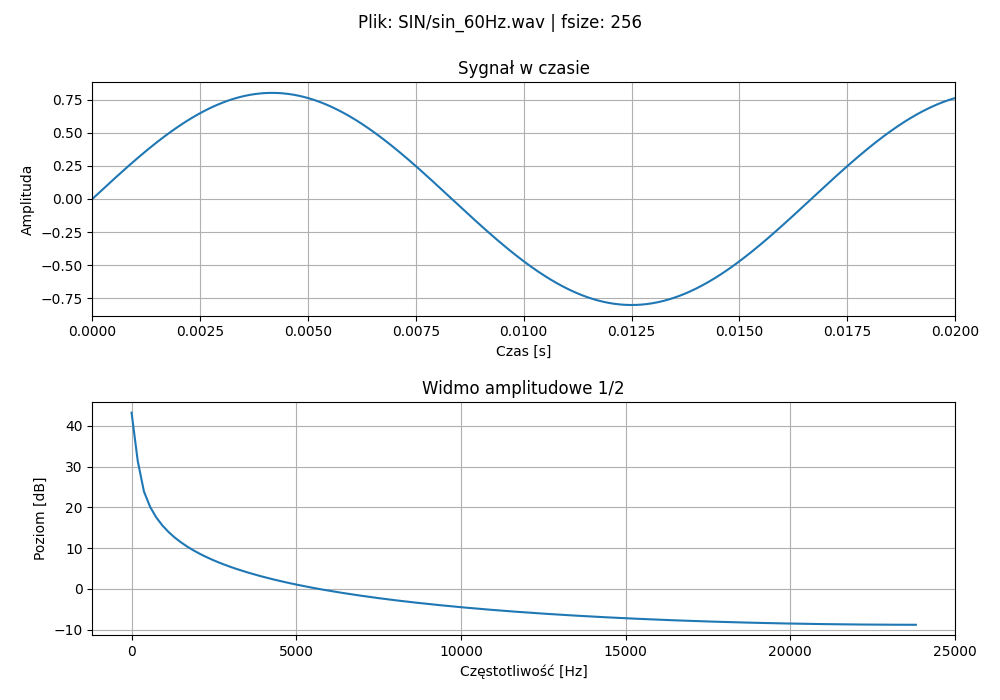 Plik: SIN/sin_60Hz.wav | fsize: 256
Sygnał w czasie
Amplituda
0.75
0.50
0.25
0.00
−0.25
−0.50
−0.75
0.0000 0.0025 0.0050 0.0075 0.0100 0.0125 0.0150 0.0175 0.0200
Czas [s]
Widmo amplitudowe 1/2
Poziom [dB]
40
30
20
10
0
−10
0 5000 10000 15000 20000 25000
Częstotliwość [Hz]